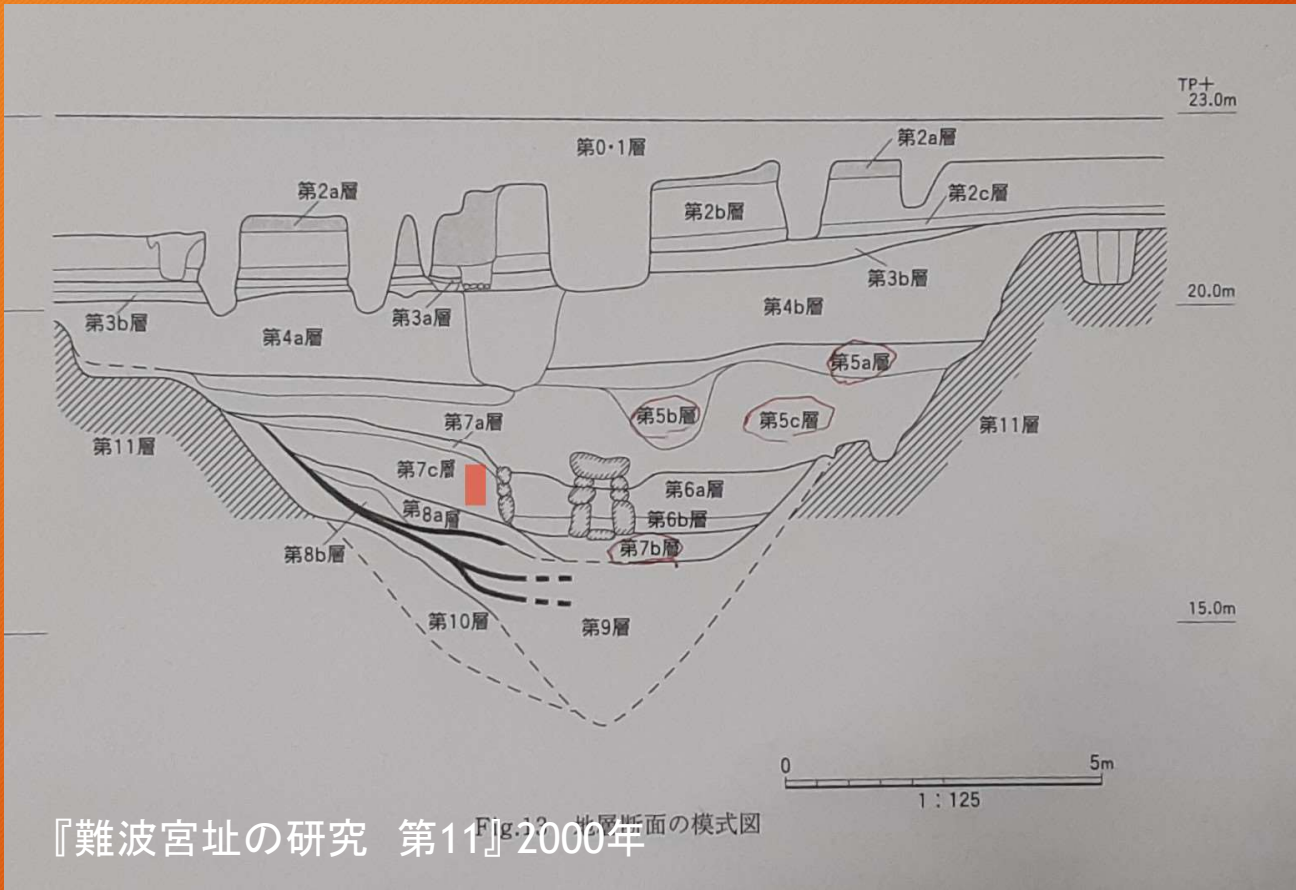 TP+
23.0m
第0・1層
第2a層
第2a層
第2c層
第2b層
第3b層
20.0m
第4b層
第3b層
第3a層
第4a層
第5a層
第5b層
第5c層
第7a層
第11層
第11層
第7c層
第6a層
第8a層
第6b層
第7b層
第8b層
15.0m
第10層
第9層
0
5m
1：125
Fig.13 地層断面の模式図
『難波宮址の研究 第11』2000年